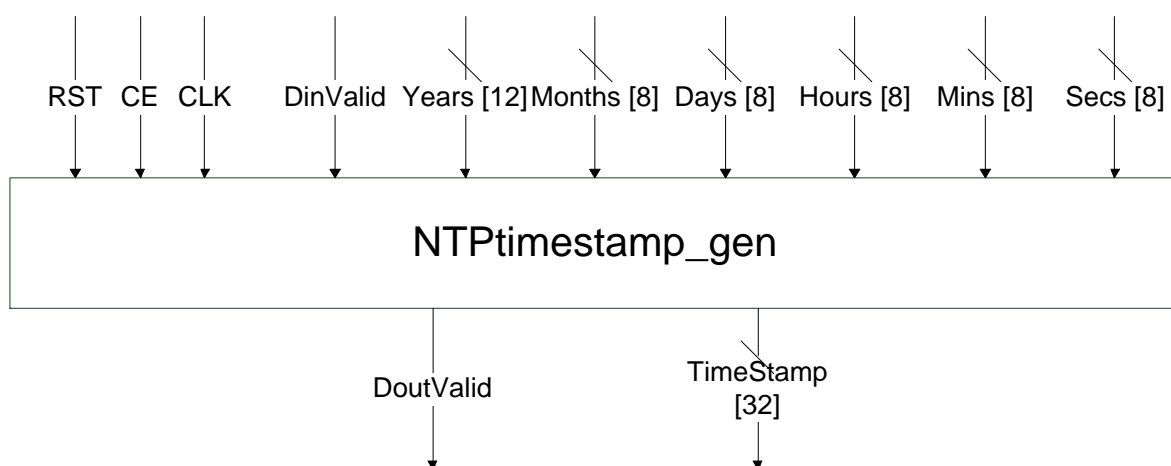 RST CE CLK DinValid Years [12] Months [8] Days [8] Hours [8] Mins [8] Secs [8]
NTPtimestamp_gen
DoutValid
TimeStamp
[32]